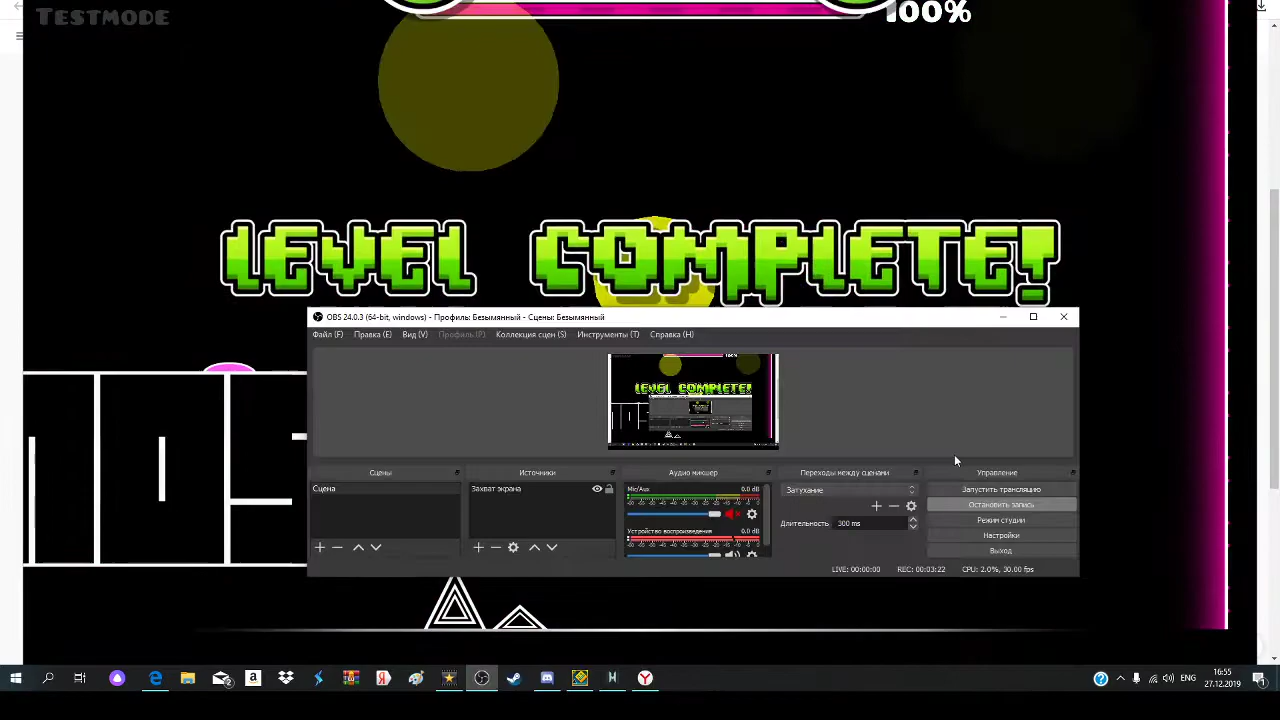 Testmode
100%
LEVEL COMPLETE!
OBS 24.0.3 (64-bit, windows) - Профиль: Безымянный - Сцены: Безымянный
Файл (F) Правка (E) Вид (V) Профиль (P) Коллекция сцен (S) Инструменты (T) Справка (H)
LEVEL COMPLETE!
Сцены Источники Аудио микшер Переходы между сценами Управление
Сцена Захват экрана Mic/Aux 0.0 dB Затухание Запустить трансляцию
Остановить запись
Длительность 300 ms Режим студии
Устройство воспроизведения 0.0 dB Настройки
Выход
LIVE: 00:00:00 REC: 00:03:22 CPU: 2.0%, 30.00 fps
ENG 16:55
27.12.2019